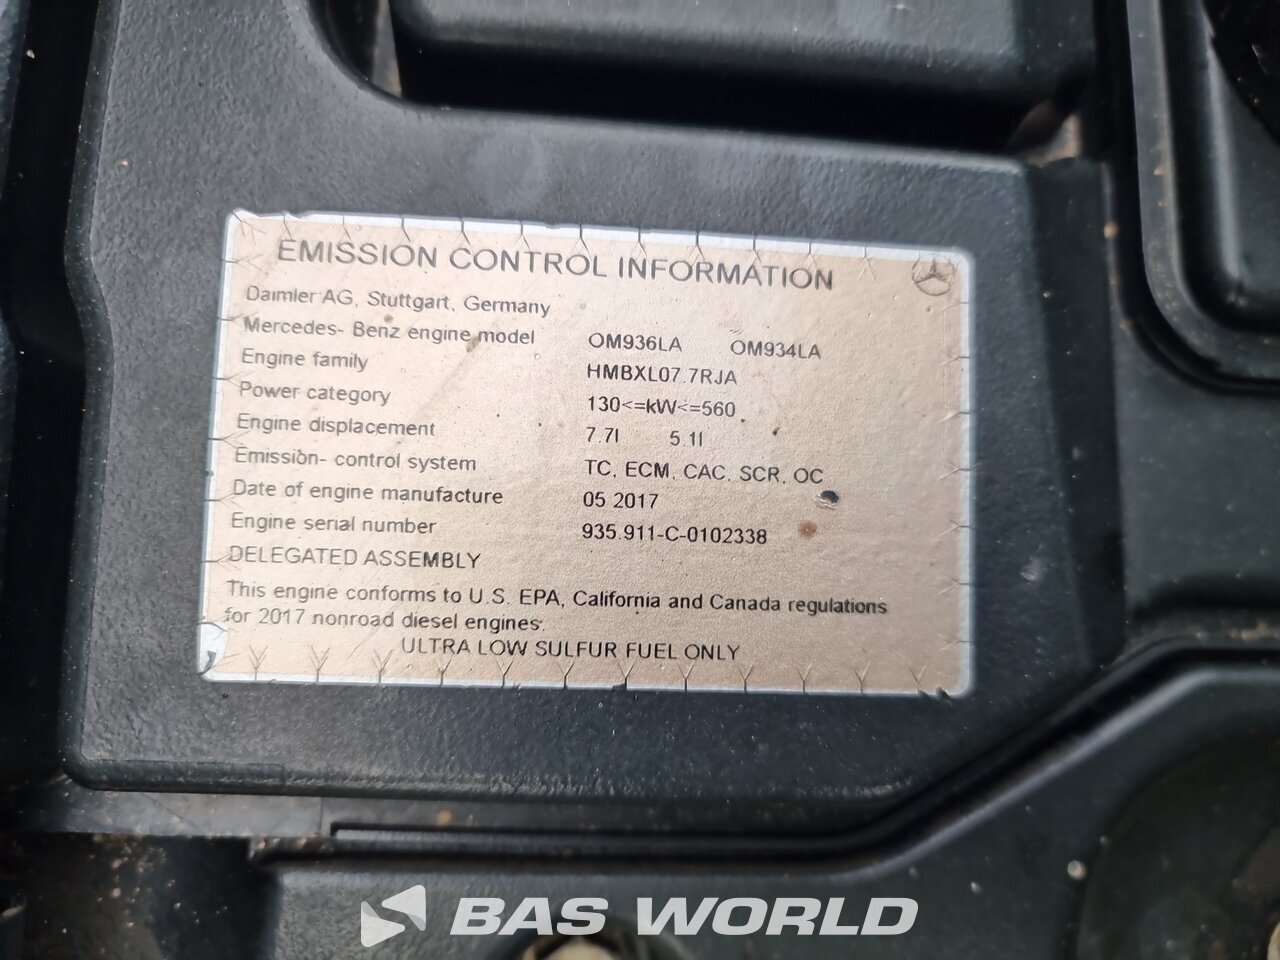 EMISSION CONTROL INFORMATION
Daimler AG, Stuttgart, Germany
Mercedes- Benz engine model OM936LA OM934LA
Engine family HMBXL07.7RJA
Power category 130<=kW<=560
Engine displacement 7.7l 5.1l
Emission- control system TC, ECM, CAC, SCR, OC
Date of engine manufacture 05 2017
Engine serial number 935.911-C-0102338
DELEGATED ASSEMBLY
This engine conforms to U.S. EPA, California and Canada regulations
for 2017 nonroad diesel engines.
ULTRA LOW SULFUR FUEL ONLY
BAS WORLD